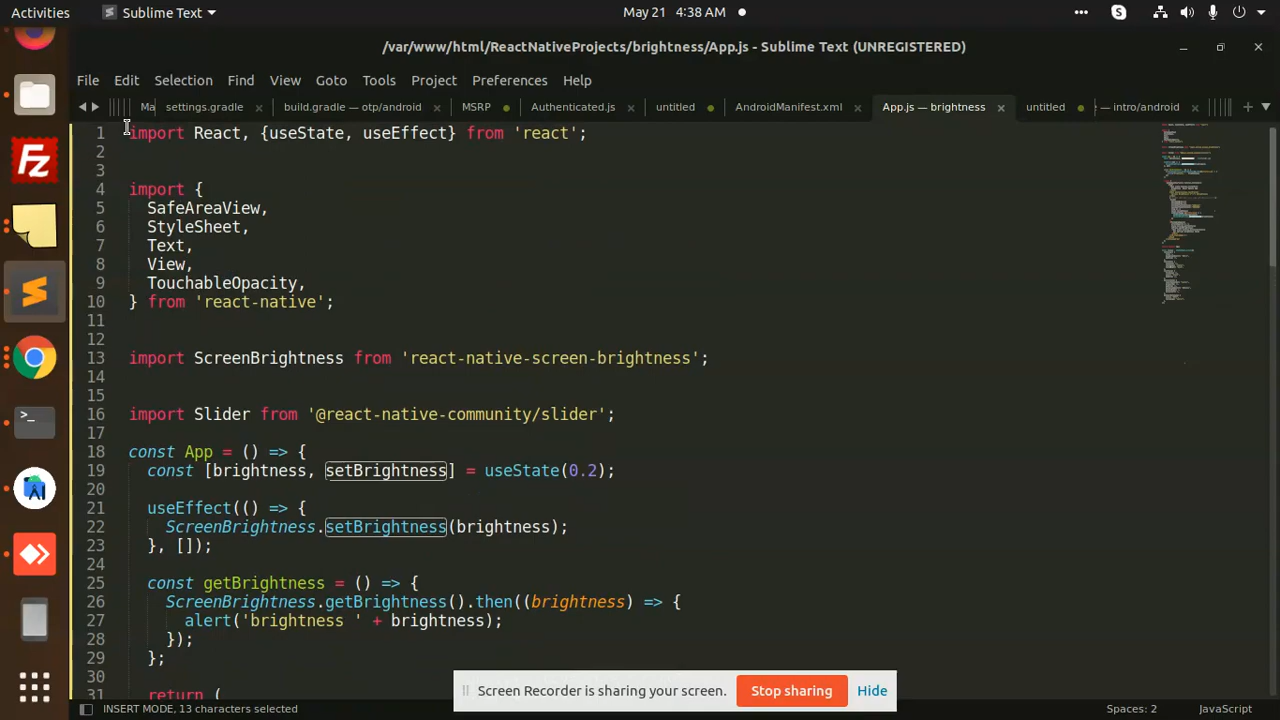 Activities
Sublime Text
May 21 4:38 AM
/var/www/html/ReactNativeProjects/brightness/App.js - Sublime Text (UNREGISTERED)
File Edit Selection Find View Goto Tools Project Preferences Help
Ma settings.gradle build.gradle — otp/android MSRP Authenticated.js untitled AndroidManifest.xml App.js — brightness untitled — intro/android
1 import React, {useState, useEffect} from 'react';
2
3
4 import {
5 SafeAreaView,
6 StyleSheet,
7 Text,
8 View,
9 TouchableOpacity,
10 } from 'react-native';
11
12
13 import ScreenBrightness from 'react-native-screen-brightness';
14
15
16 import Slider from '@react-native-community/slider';
17
18 const App = () => {
19 const [brightness, setBrightness] = useState(0.2);
20
21 useEffect(() => {
22 ScreenBrightness.setBrightness(brightness);
23 }, []);
24
25 const getBrightness = () => {
26 ScreenBrightness.getBrightness().then((brightness) => {
27 alert('brightness ' + brightness);
28 });
29 };
30
31 return (
Screen Recorder is sharing your screen. Stop sharing Hide
INSERT MODE, 13 characters selected
Spaces: 2
JavaScript